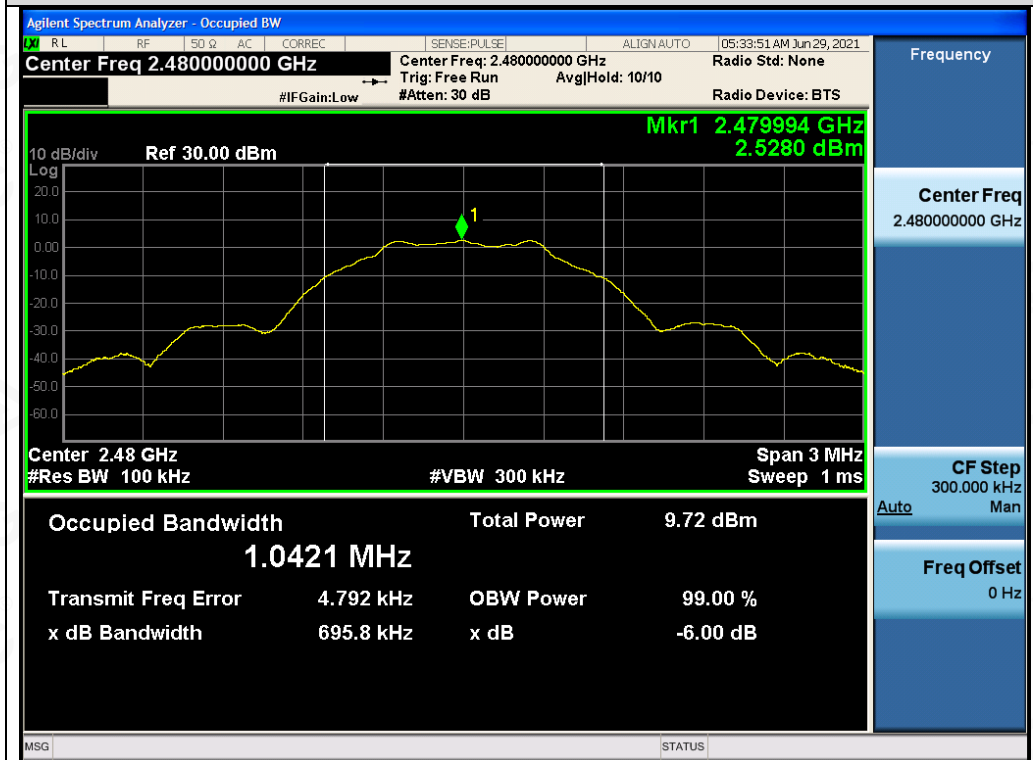 Agilent Spectrum Analyzer - Occupied BW
LXI RL RF 50 Ω AC CORREC SENSE:PULSE ALIGN AUTO 05:33:51 AM Jun 29, 2021
Center Freq 2.480000000 GHz
Center Freq: 2.480000000 GHz
Radio Std: None
Trig: Free Run Avg|Hold: 10/10
#IFGain:Low #Atten: 30 dB Radio Device: BTS
Mkr1 2.479994 GHz
2.5280 dBm
10 dB/div Ref 30.00 dBm
Log
20.0
10.0
0.00
-10.0
-20.0
-30.0
-40.0
-50.0
-60.0
1
Center 2.48 GHz Span 3 MHz
#Res BW 100 kHz #VBW 300 kHz Sweep 1 ms
Occupied Bandwidth Total Power 9.72 dBm
1.0421 MHz
Transmit Freq Error 4.792 kHz OBW Power 99.00 %
x dB Bandwidth 695.8 kHz x dB -6.00 dB
Frequency
Center Freq
2.480000000 GHz
CF Step
300.000 kHz
Auto Man
Freq Offset
0 Hz
MSG STATUS